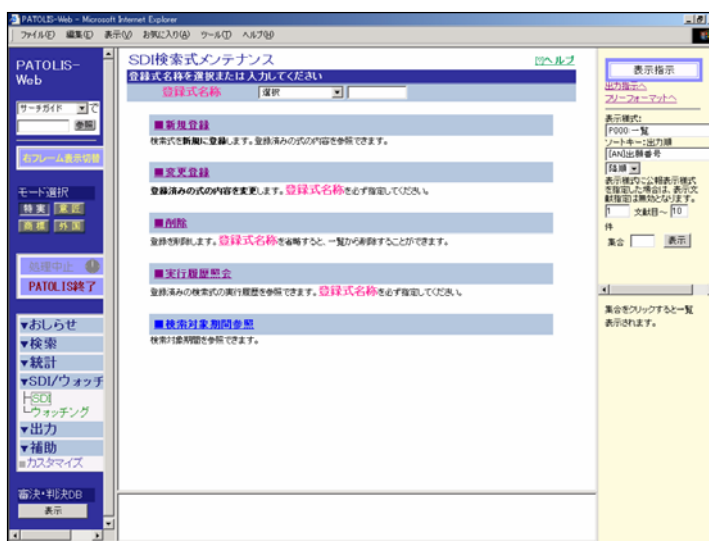 PATOLIS-Web - Microsoft Internet Explorer
ファイル(F) 編集(E) 表示(V) お気に入り(A) ツール(T) ヘルプ(H)
PATOLIS-
Web
サーチガイド で
参照
右フレーム表示切替
モード選択
特実 意匠
商標 外国
処理中止
PATOLIS終了
▼おしらせ
▼検索
▼統計
▼SDI/ウォッチ
SDI
ウォッチング
▼出力
▼補助
■カスタマイズ
審決・判決DB
表示
SDI検索式メンテナンス
ヘルプ
登録式名称を選択または入力してください
登録式名称 選択
■新規登録
検索式を新規に登録します。登録済みの式の内容を参照できます。
■変更登録
登録済みの式の内容を変更します。登録式名称を必ず指定してください。
■削除
登録を削除します。登録式名称を省略すると、一覧から削除することができます。
■実行履歴照会
登録済みの検索式の実行履歴を参照できます。登録式名称を必ず指定してください。
■検索対象期間参照
検索対象期間を参照できます。
表示指示
出力指示へ
フリーフォーマットへ
表示様式:
P000:一覧
ソートキー:出力順
[AN]出願番号
降順
表示様式に公報表示様式
を指定した場合は、表示文
献指定は無効となります。
1 文献目～ 10
件
集合 表示
集合をクリックすると一覧
表示されます。